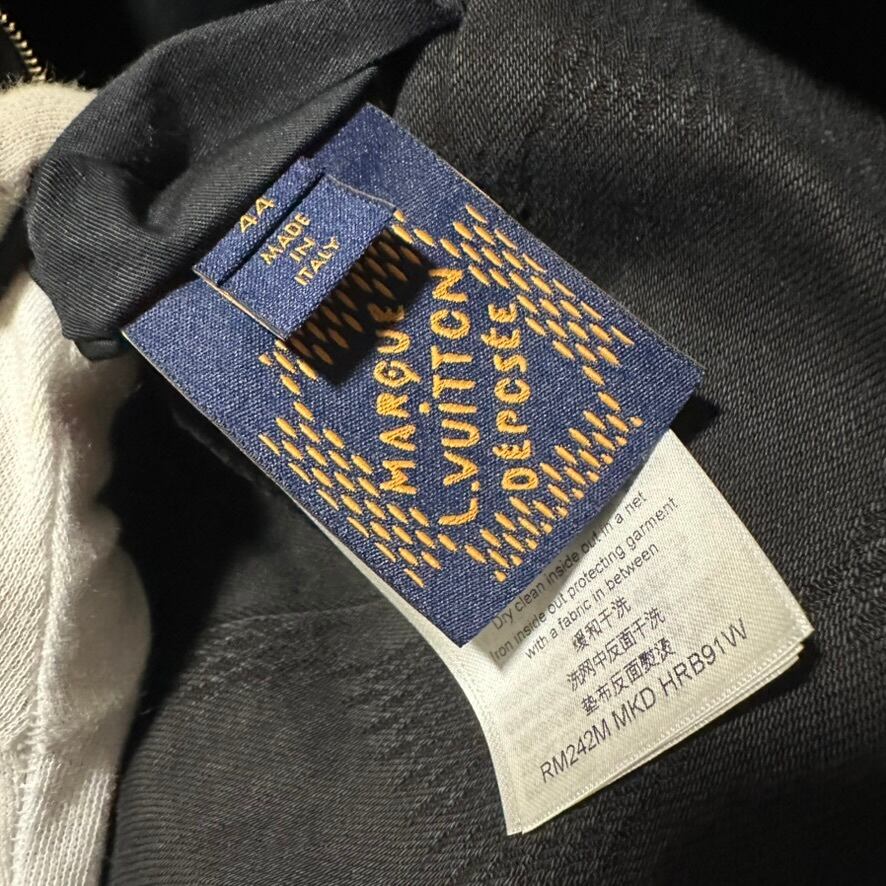 44
MADE
IN
ITALY
MARQUE
L.VUITTON
DÉPOSÉE
Dry clean inside out in a net
Iron inside out protecting garment
with a fabric in between
缓和干洗
洗网中反面干洗
垫布反面熨烫
RM242M MKD HRB91W